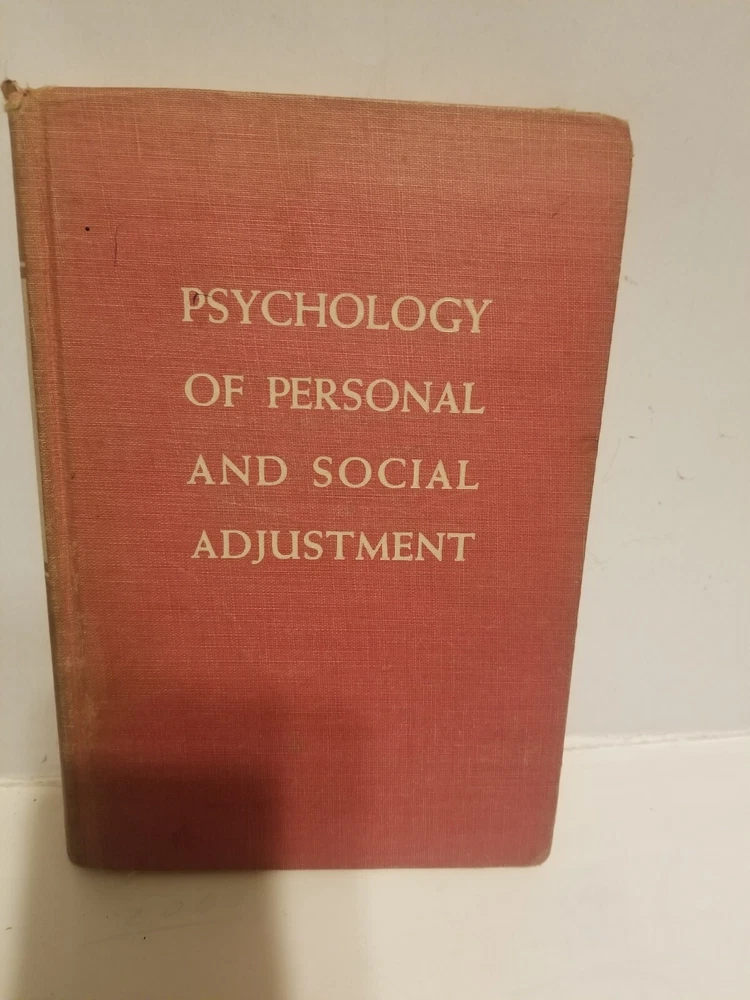 PSYCHOLOGY
OF PERSONAL
AND SOCIAL
ADJUSTMENT